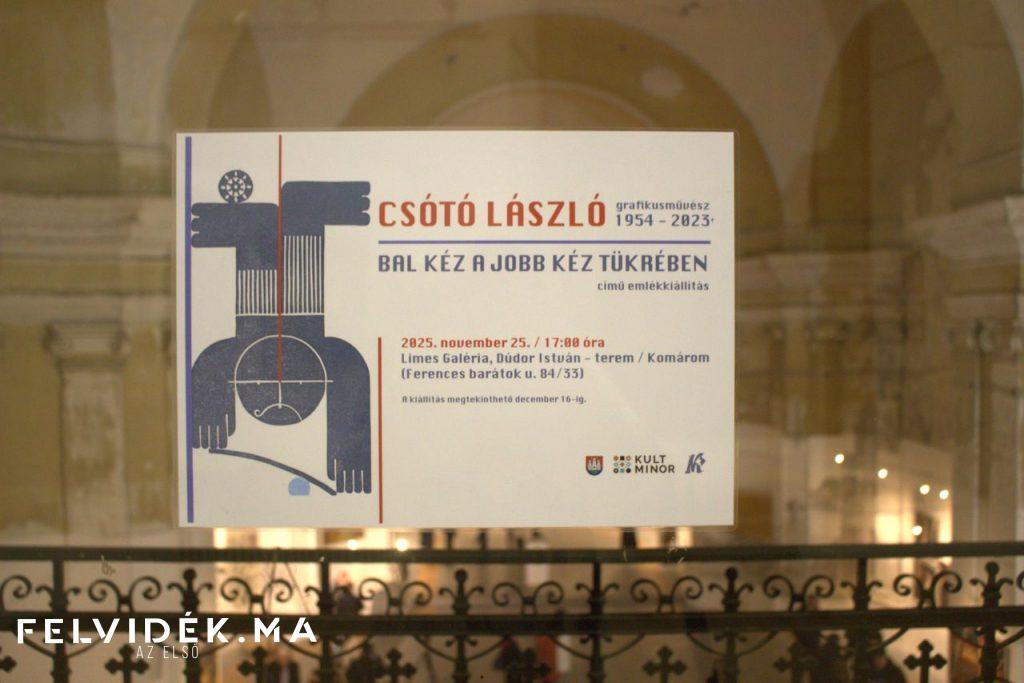 CSÓTÓ LÁSZLÓ grafikusművész 1954 - 2023†
BAL KÉZ A JOBB KÉZ TÜKRÉBEN
című emlékkiállítás
2025. november 25. / 17:00 óra
Limes Galéria, Dúdor István - terem / Komárom
(Ferences barátok u. 84/33)
A kiállítás megtekinthető december 16-ig.
KULT
MINOR
FELVIDÉK.MA
AZ ELSŐ